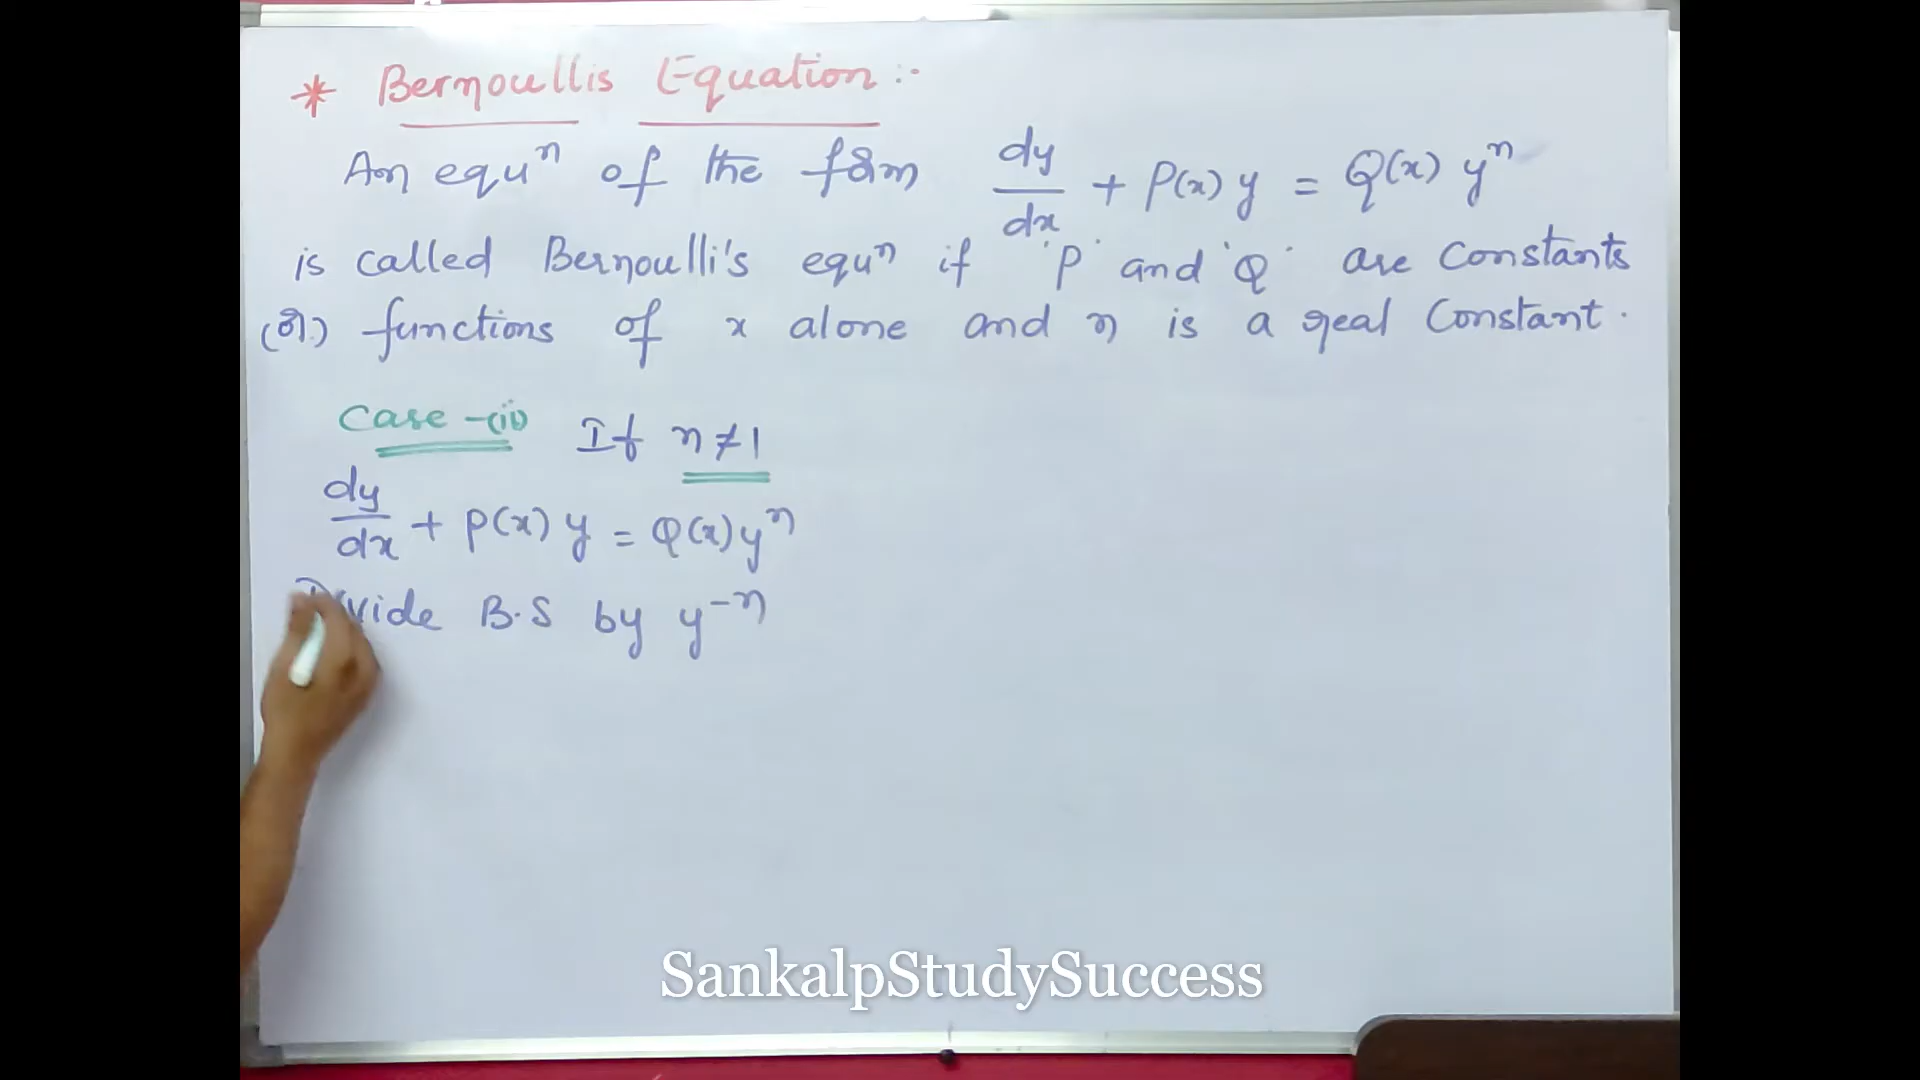 * Bernoullis Equation :-
An equⁿ of the form dy/dx + P(x) y = Q(x) yⁿ
is called Bernoulli's equⁿ if 'P' and 'Q' are constants
(or) functions of x alone and n is a real constant.
Case -(ii) If n ≠ 1
dy/dx + P(x) y = Q(x) yⁿ
Divide B.S by y⁻ⁿ
SankalpStudySuccess